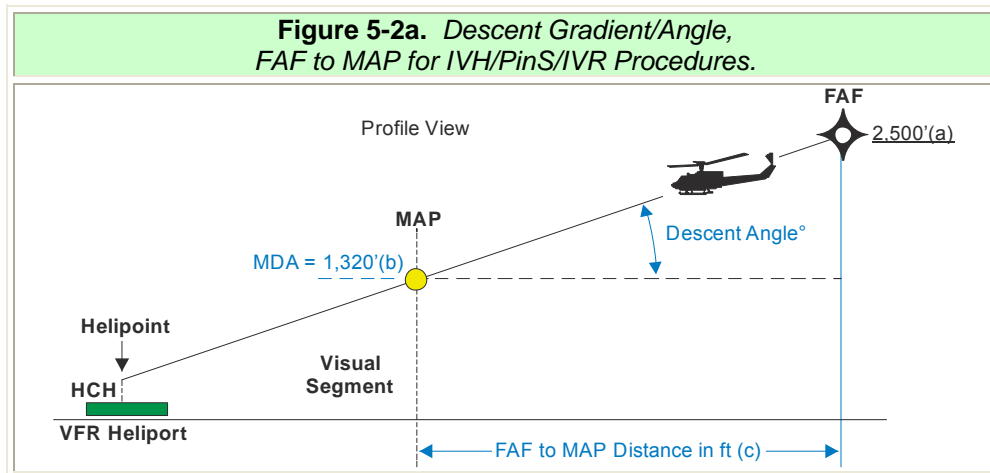 Figure 5-2a. Descent Gradient/Angle,
FAF to MAP for IVH/PinS/IVR Procedures.
FAF
Profile View
2,500'(a)
MAP
Descent Angle°
MDA = 1,320'(b)
Helipoint
Visual
Segment
HCH
VFR Heliport
FAF to MAP Distance in ft (c)